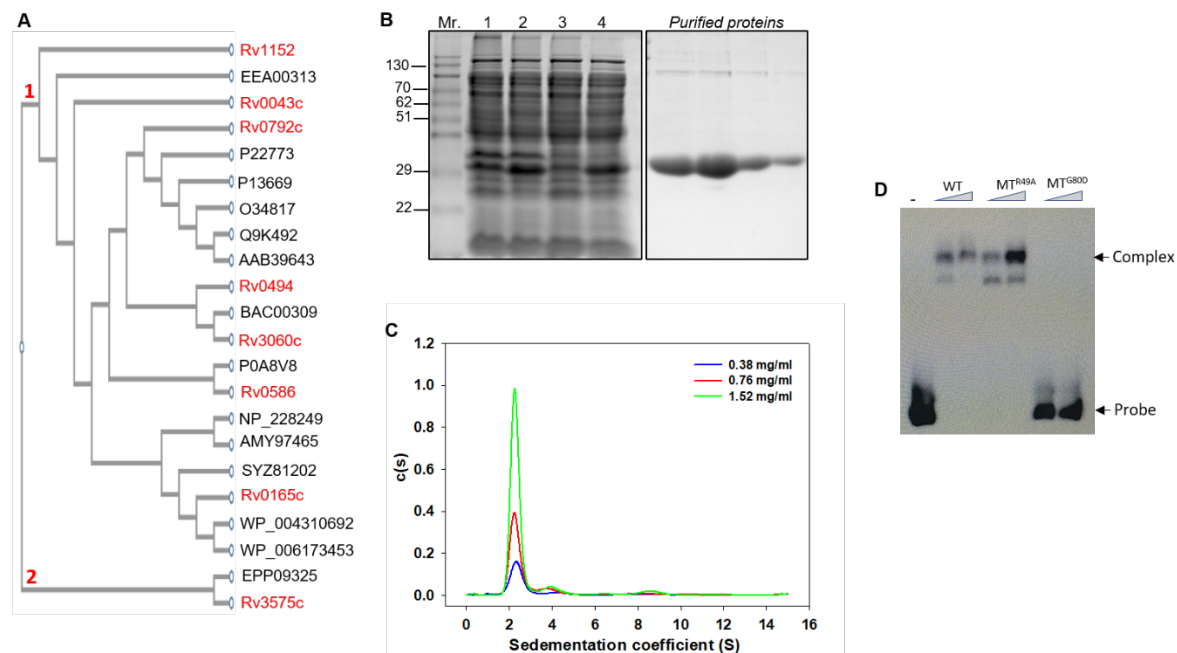 A
Rv1152
EEA00313
1
Rv0043c
Rv0792c
P22773
P13669
O34817
Q9K492
AAB39643
Rv0494
BAC00309
Rv3060c
P0A8V8
Rv0586
NP_228249
AMY97465
SYZ81202
Rv0165c
WP_004310692
WP_006173453
2
EPP09325
Rv3575c
B
Mr. 1 2 3 4
Purified proteins
130
70
62
51
29
22
C
1.2
1.0
0.8
0.6
0.4
0.2
0.0
c(s)
0.38 mg/ml
0.76 mg/ml
1.52 mg/ml
0 2 4 6 8 10 12 14 16
Sedementation coefficient (S)
D
- WT MTR49A MTG80D
Complex
Probe